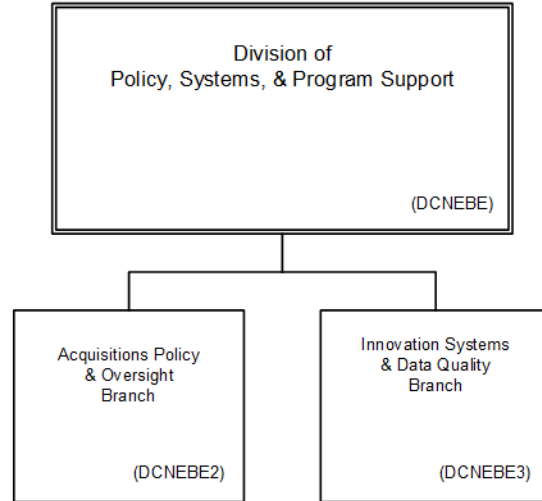 Division of
Policy, Systems, & Program Support
(DCNEBE)
Acquisitions Policy
& Oversight
Branch
(DCNEBE2)
Innovation Systems
& Data Quality
Branch
(DCNEBE3)